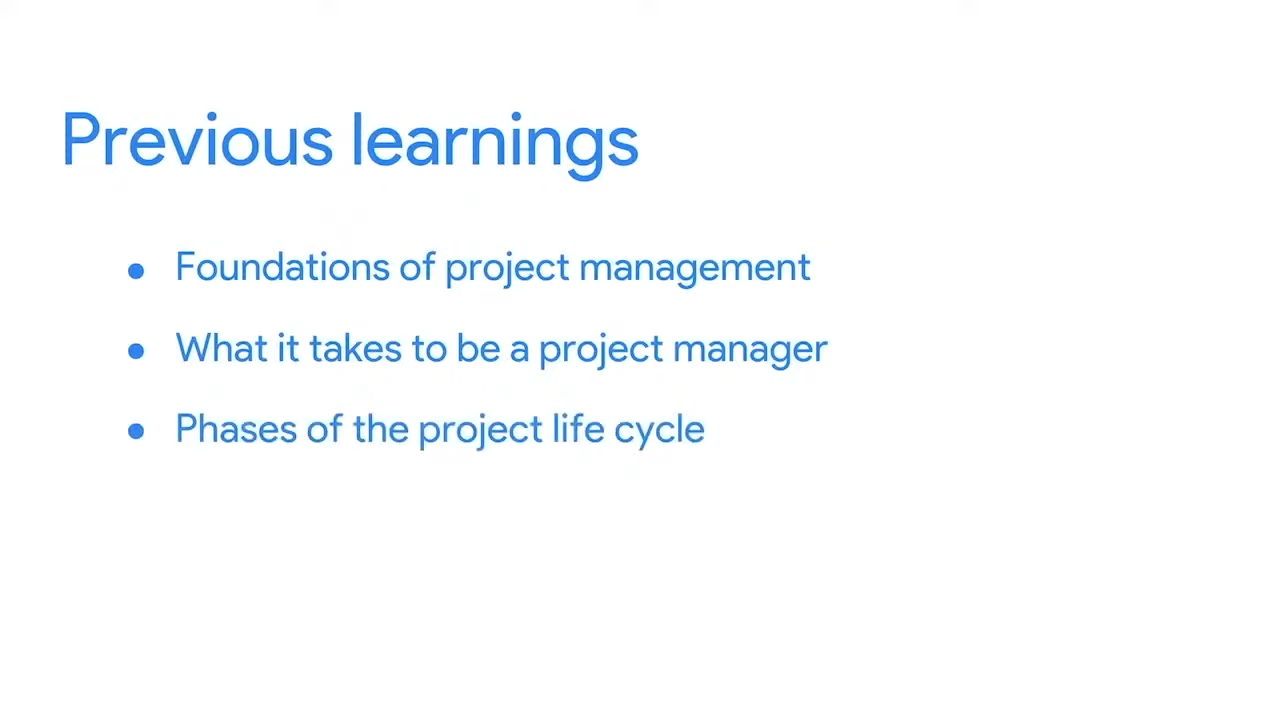 Previous learnings
● Foundations of project management
● What it takes to be a project manager
● Phases of the project life cycle